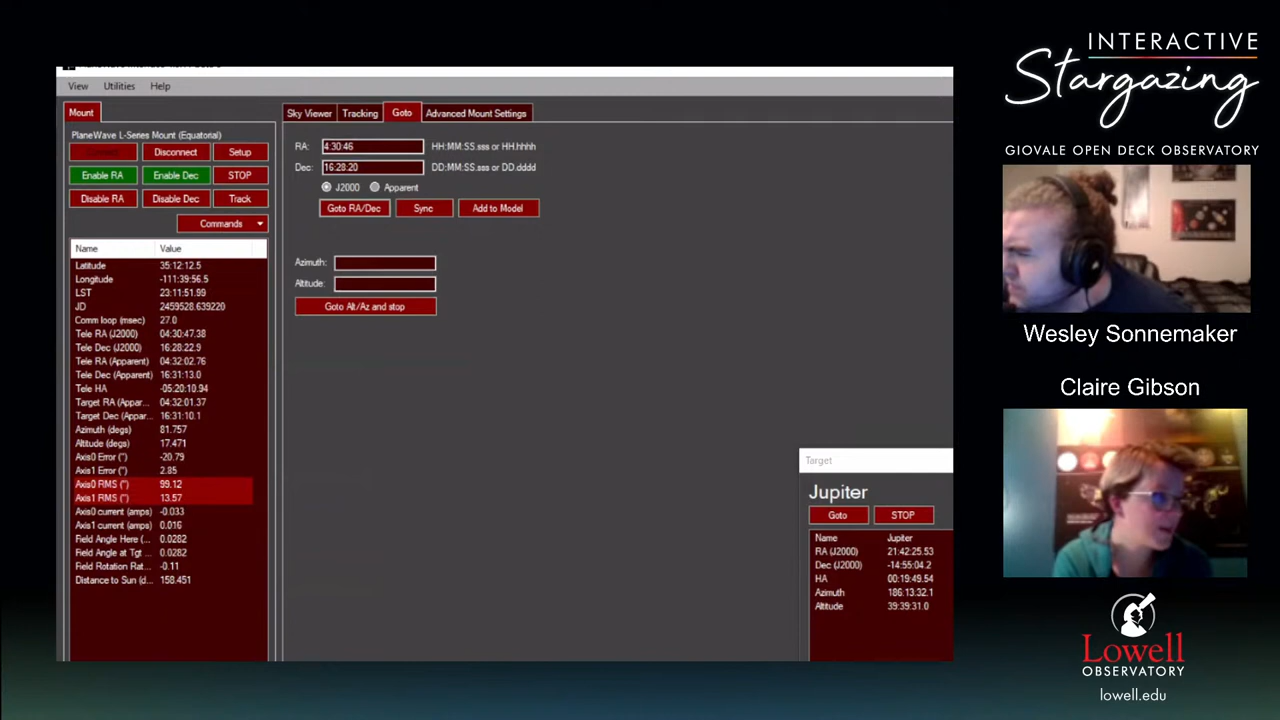 INTERACTIVE
Stargazing
GIOVALE OPEN DECK OBSERVATORY
View Utilities Help
Mount
Sky Viewer Tracking Goto Advanced Mount Settings
PlaneWave L-Series Mount (Equatorial)
Disconnect Setup
Enable RA Enable Dec STOP
Disable RA Disable Dec Track
Commands
Name Value
Latitude 35:12:12.5
Longitude -111:39:56.5
LST 23:11:51.99
JD 2459528.639220
Comm loop (msec) 27.0
Tele RA (J2000) 04:30:47.38
Tele Dec (J2000) 16:28:22.9
Tele RA (Apparent) 04:32:02.76
Tele Dec (Apparent) 16:31:13.0
Tele HA -05:20:10.94
Target RA (Appar... 04:32:01.37
Target Dec (Appar... 16:31:10.1
Azimuth (degs) 81.757
Altitude (degs) 17.471
Axis0 Error (") -20.79
Axis1 Error (") 2.85
Axis0 RMS (") 99.12
Axis1 RMS (") 13.57
Axis0 current (amps) -0.033
Axis1 current (amps) 0.016
Field Angle Here (... 0.0282
Field Angle at Tgt ... 0.0282
Field Rotation Rat... -0.11
Distance to Sun (d... 158.451
RA: 4:30:46 HH:MM:SS.sss or HH.hhhh
Dec: 16:28:20 DD:MM:SS.sss or DD.dddd
J2000 Apparent
Goto RA/Dec Sync Add to Model
Azimuth:
Altitude:
Goto Alt/Az and stop
Target
Jupiter
Goto STOP
Name Jupiter
RA (J2000) 21:42:25.53
Dec (J2000) -14:55:04.2
HA 00:19:49.54
Azimuth 186.13.32.1
Altitude 39:39:31.0
Wesley Sonnemaker
Claire Gibson
Lowell
OBSERVATORY
lowell.edu